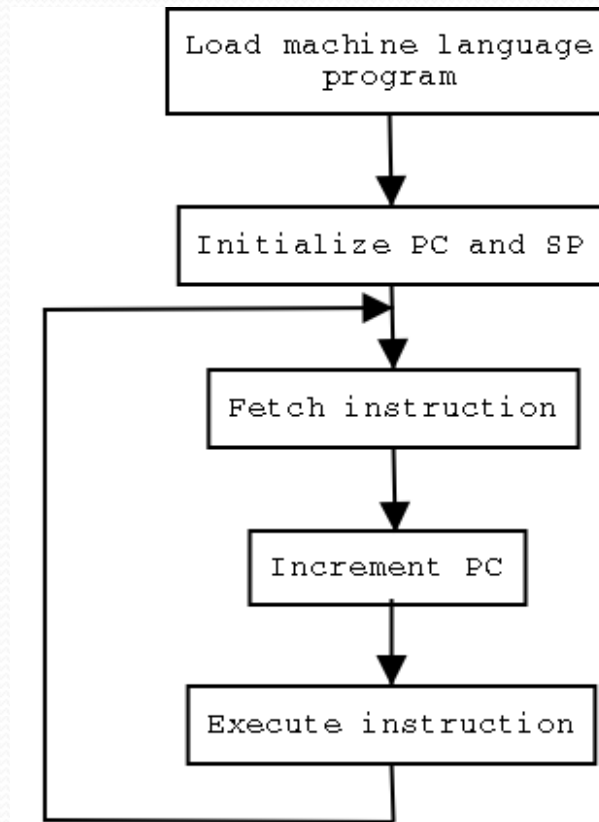 Load machine language
program
Initialize PC and SP
Fetch instruction
Increment PC
Execute instruction